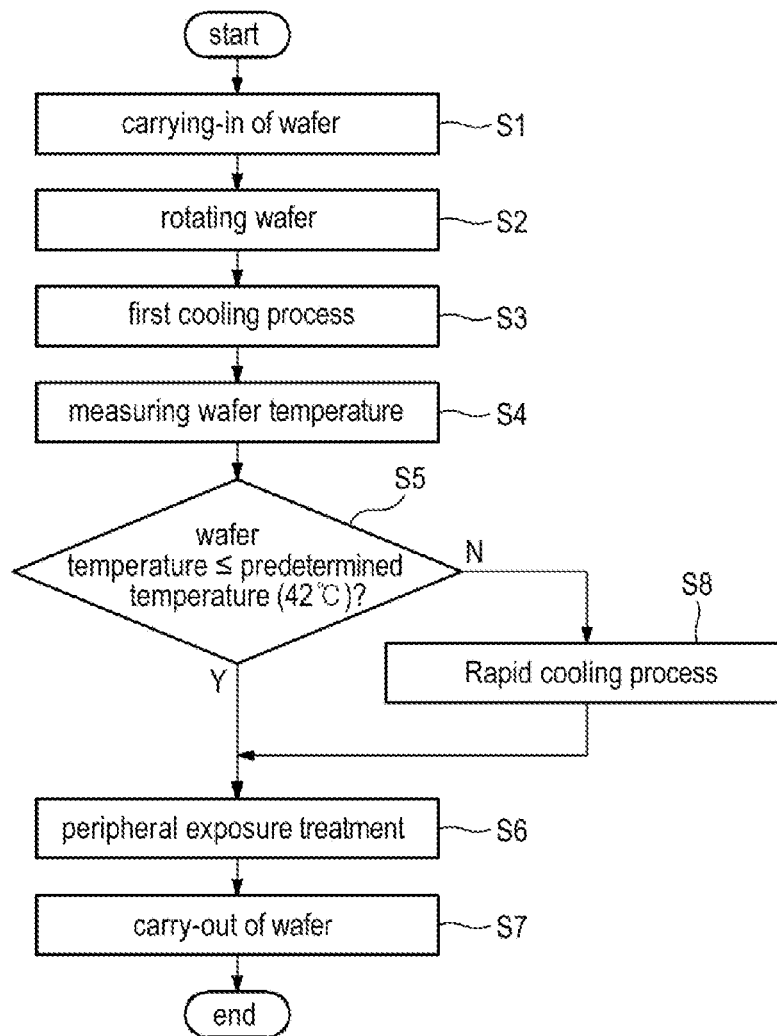 start
carrying-in of wafer
S1
rotating wafer
S2
first cooling process
S3
measuring wafer temperature
S4
S5
wafer
temperature ≤ predetermined
temperature (42℃)?
N
S8
Rapid cooling process
Y
peripheral exposure treatment
S6
carry-out of wafer
S7
end